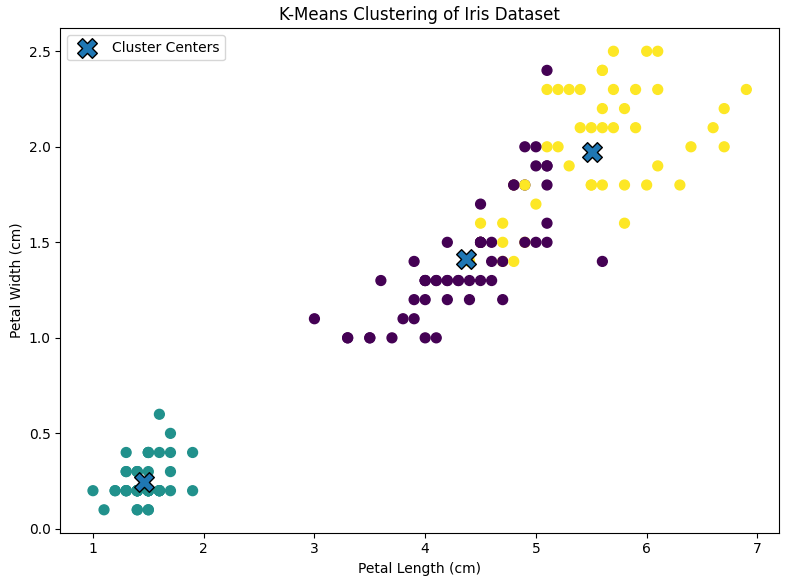 K-Means Clustering of Iris Dataset
Cluster Centers
2.5
2.0
1.5
1.0
0.5
0.0
Petal Width (cm)
1 2 3 4 5 6 7
Petal Length (cm)